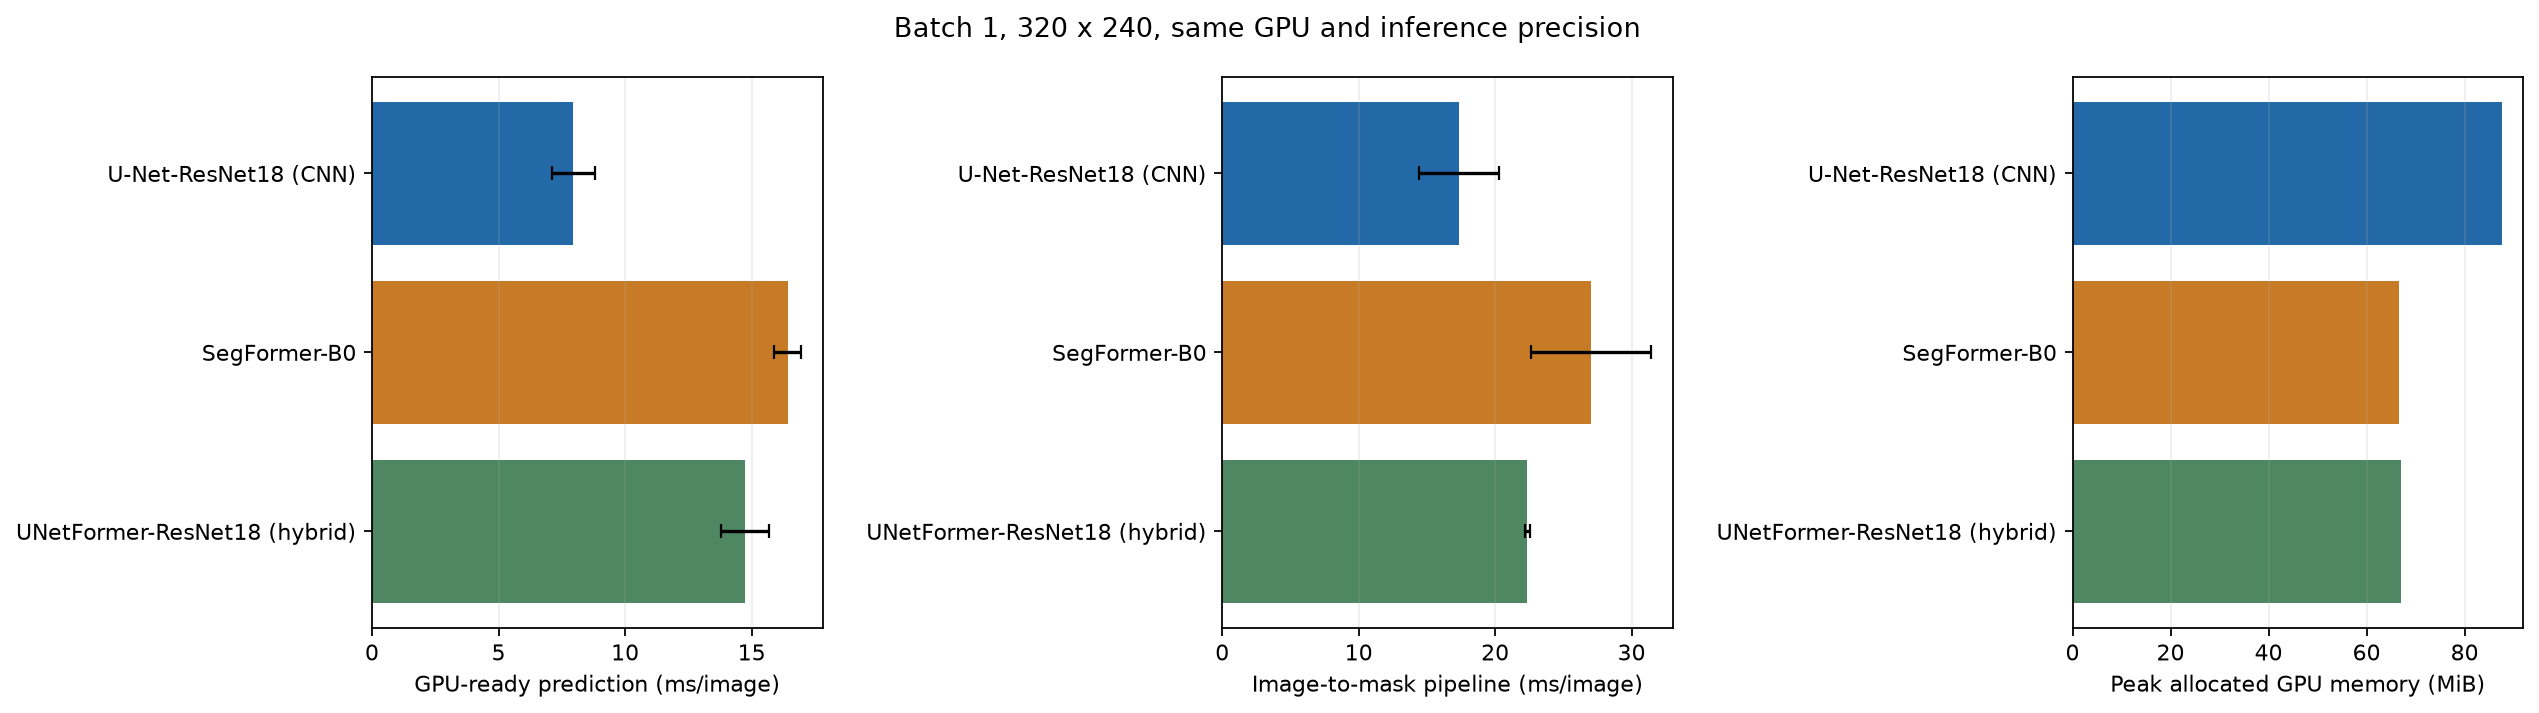 Batch 1, 320 x 240, same GPU and inference precision
U-Net-ResNet18 (CNN)
SegFormer-B0
UNetFormer-ResNet18 (hybrid)
0 5 10 15
GPU-ready prediction (ms/image)
U-Net-ResNet18 (CNN)
SegFormer-B0
UNetFormer-ResNet18 (hybrid)
0 10 20 30
Image-to-mask pipeline (ms/image)
U-Net-ResNet18 (CNN)
SegFormer-B0
UNetFormer-ResNet18 (hybrid)
0 20 40 60 80
Peak allocated GPU memory (MiB)